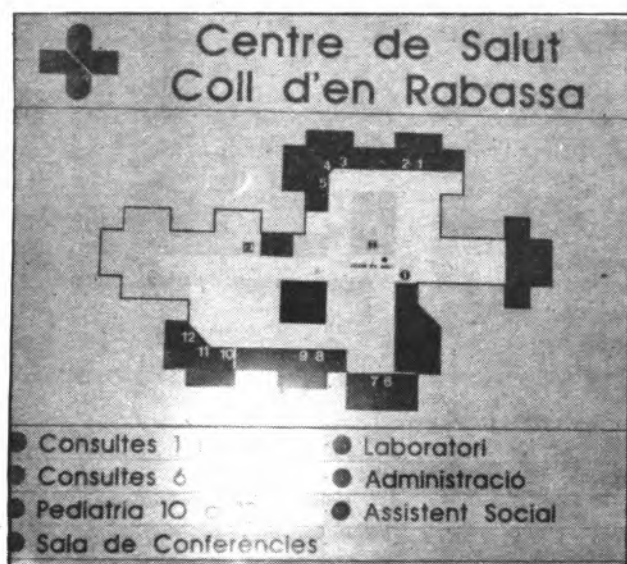 Centre de Salut
Coll d'en Rabassa
4 3 2 1
5
12
11 10 9 8
7 6
Consultes 1
Laboratori
Consultes 6
Administració
Pediatria 10
Assistent Social
Sala de Conferències